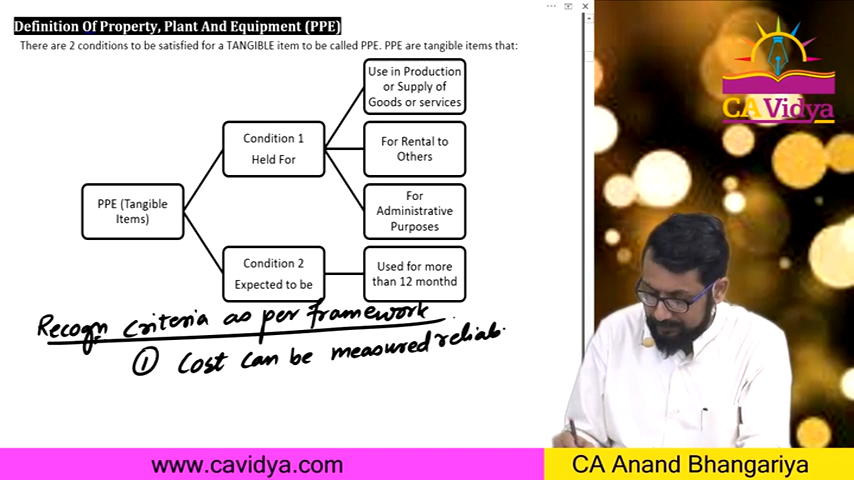 Definition Of Property, Plant And Equipment (PPE)
There are 2 conditions to be satisfied for a TANGIBLE item to be called PPE. PPE are tangible items that:
PPE (Tangible
Items)
Condition 1
Held For
Use in Production
or Supply of
Goods or services
For Rental to
Others
For
Administrative
Purposes
Condition 2
Expected to be
Used for more
than 12 monthd
Recogn criteria as per framework
① Cost can be measured reliab.
CA Vidya
www.cavidya.com
CA Anand Bhangariya